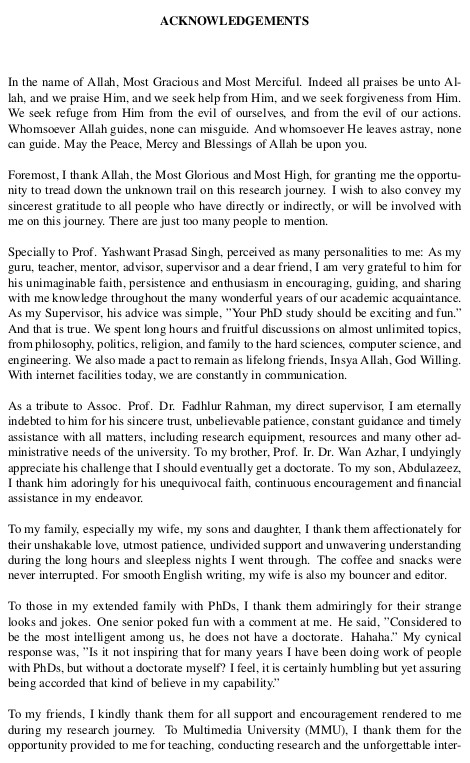 ACKNOWLEDGEMENTS
In the name of Allah, Most Gracious and Most Merciful. Indeed all praises be unto Al-
lah, and we praise Him, and we seek help from Him, and we seek forgiveness from Him.
We seek refuge from Him from the evil of ourselves, and from the evil of our actions.
Whomsoever Allah guides, none can misguide. And whomsoever He leaves astray, none
can guide. May the Peace, Mercy and Blessings of Allah be upon you.
Foremost, I thank Allah, the Most Glorious and Most High, for granting me the opportu-
nity to tread down the unknown trail on this research journey. I wish to also convey my
sincerest gratitude to all people who have directly or indirectly, or will be involved with
me on this journey. There are just too many people to mention.
Specially to Prof. Yashwant Prasad Singh, perceived as many personalities to me: As my
guru, teacher, mentor, advisor, supervisor and a dear friend, I am very grateful to him for
his unimaginable faith, persistence and enthusiasm in encouraging, guiding, and sharing
with me knowledge throughout the many wonderful years of our academic acquaintance.
As my Supervisor, his advice was simple, "Your PhD study should be exciting and fun."
And that is true. We spent long hours and fruitful discussions on almost unlimited topics,
from philosophy, politics, religion, and family to the hard sciences, computer science, and
engineering. We also made a pact to remain as lifelong friends, Insya Allah, God Willing.
With internet facilities today, we are constantly in communication.
As a tribute to Assoc. Prof. Dr. Fadhlur Rahman, my direct supervisor, I am eternally
indebted to him for his sincere trust, unbelievable patience, constant guidance and timely
assistance with all matters, including research equipment, resources and many other ad-
ministrative needs of the university. To my brother, Prof. Ir. Dr. Wan Azhar, I undyingly
appreciate his challenge that I should eventually get a doctorate. To my son, Abdulazeez,
I thank him adoringly for his unequivocal faith, continuous encouragement and financial
assistance in my endeavor.
To my family, especially my wife, my sons and daughter, I thank them affectionately for
their unshakable love, utmost patience, undivided support and unwavering understanding
during the long hours and sleepless nights I went through. The coffee and snacks were
never interrupted. For smooth English writing, my wife is also my bouncer and editor.
To those in my extended family with PhDs, I thank them admiringly for their strange
looks and jokes. One senior poked fun with a comment at me. He said, "Considered to
be the most intelligent among us, he does not have a doctorate. Hahaha." My cynical
response was, "Is it not inspiring that for many years I have been doing work of people
with PhDs, but without a doctorate myself? I feel, it is certainly humbling but yet assuring
being accorded that kind of believe in my capability."
To my friends, I kindly thank them for all support and encouragement rendered to me
during my research journey. To Multimedia University (MMU), I thank them for the
opportunity provided to me for teaching, conducting research and the unforgettable inter-